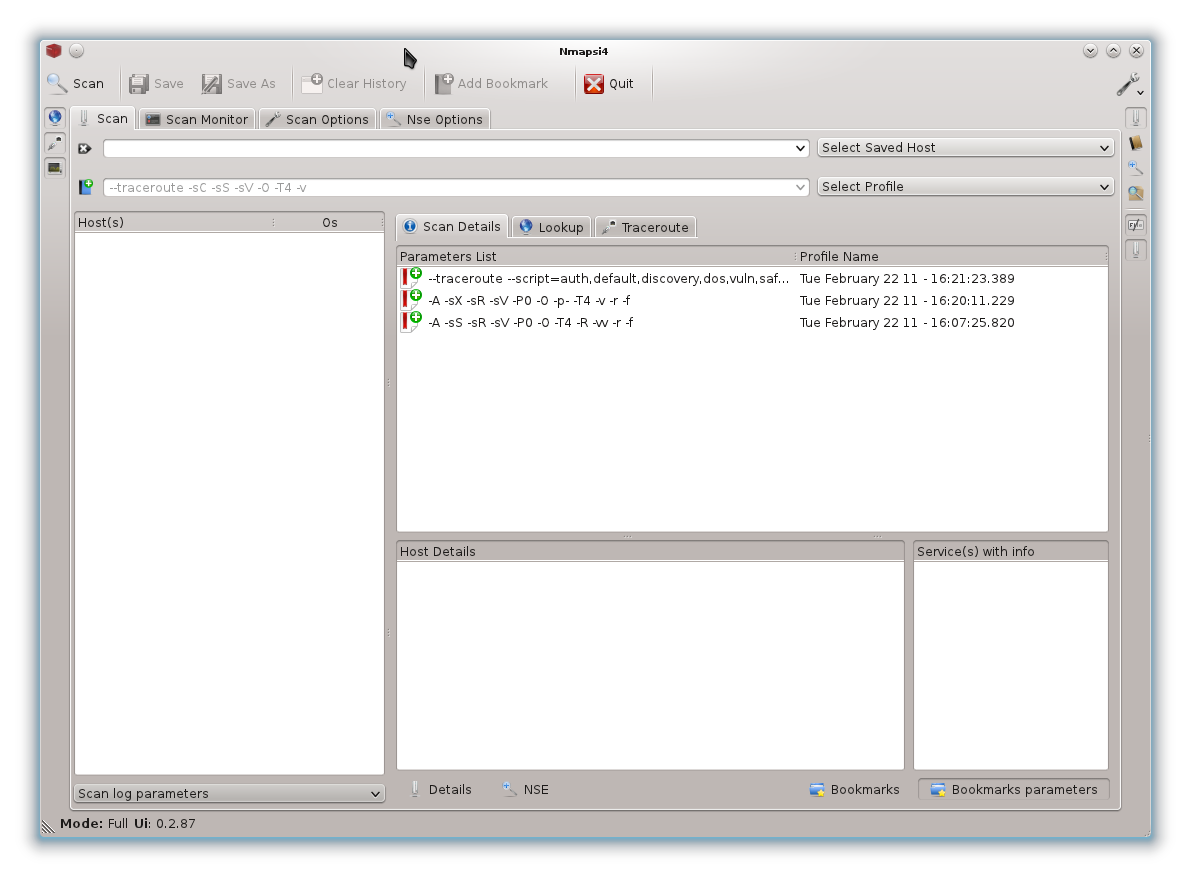 Nmapsi4
Scan Save Save As Clear History Add Bookmark Quit
Scan Scan Monitor Scan Options Nse Options
Select Saved Host
--traceroute -sC -sS -sV -O -T4 -v Select Profile
Host(s) Os
Scan Details Lookup Traceroute
Parameters List Profile Name
--traceroute --script=auth,default,discovery,dos,vuln,saf... Tue February 22 11 - 16:21:23.389
-A -sX -sR -sV -P0 -O -p- -T4 -v -r -f Tue February 22 11 - 16:20:11.229
-A -sS -sR -sV -P0 -O -T4 -R -vv -r -f Tue February 22 11 - 16:07:25.820
Host Details Service(s) with info
Details NSE Bookmarks Bookmarks parameters
Scan log parameters
Mode: Full Ui: 0.2.87